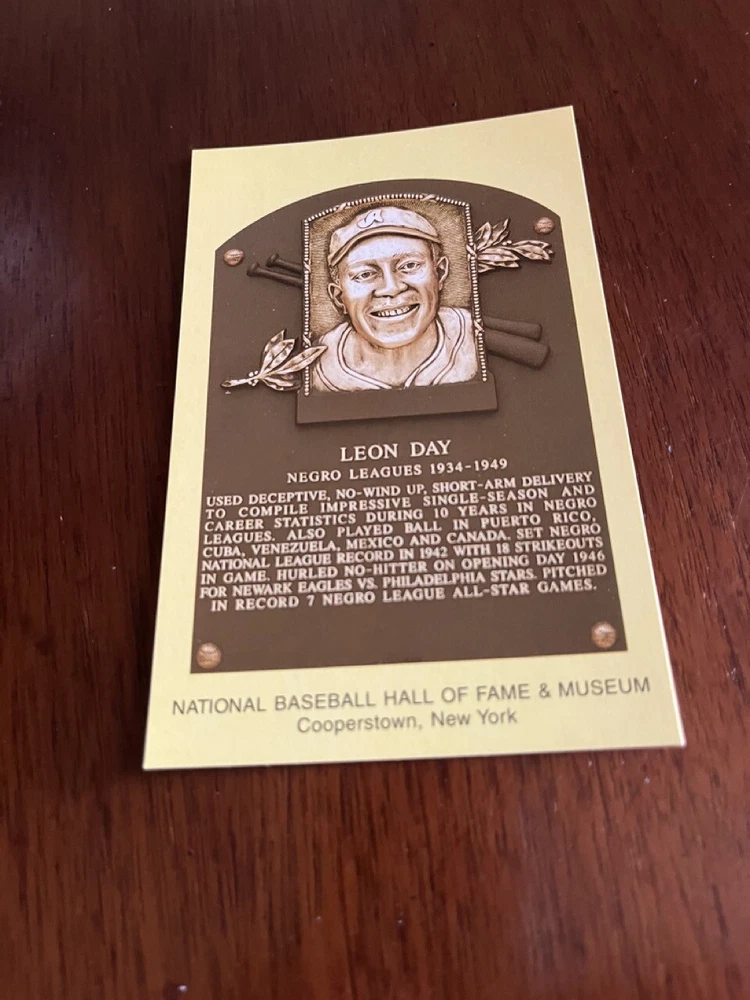 LEON DAY
NEGRO LEAGUES 1934-1949
USED DECEPTIVE, NO-WIND UP, SHORT-ARM DELIVERY
TO COMPILE IMPRESSIVE SINGLE-SEASON AND
CAREER STATISTICS DURING 10 YEARS IN NEGRO
LEAGUES. ALSO PLAYED BALL IN PUERTO RICO,
CUBA, VENEZUELA, MEXICO AND CANADA. SET NEGRO
NATIONAL LEAGUE RECORD IN 1942 WITH 18 STRIKEOUTS
IN GAME. HURLED NO-HITTER ON OPENING DAY 1946
FOR NEWARK EAGLES VS. PHILADELPHIA STARS. PITCHED
IN RECORD 7 NEGRO LEAGUE ALL-STAR GAMES.
NATIONAL BASEBALL HALL OF FAME & MUSEUM
Cooperstown, New York